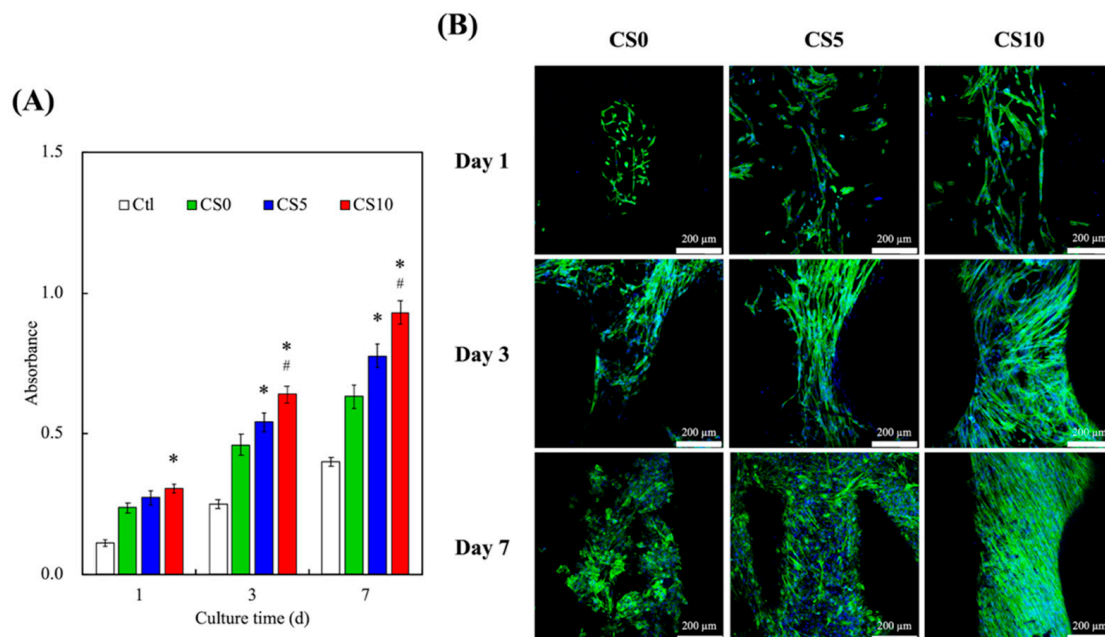 (B)
CS0 CS5 CS10
(A)
1.5
Day 1
Ctl CS0 CS5 CS10
200 μm 200 μm 200 μm
1.0
*
#
*
*
#
*
Day 3
Absorbance
0.5
200 μm 200 μm 200 μm
*
Day 7
0.0
1 3 7
Culture time (d)
200 μm 200 μm 200 μm